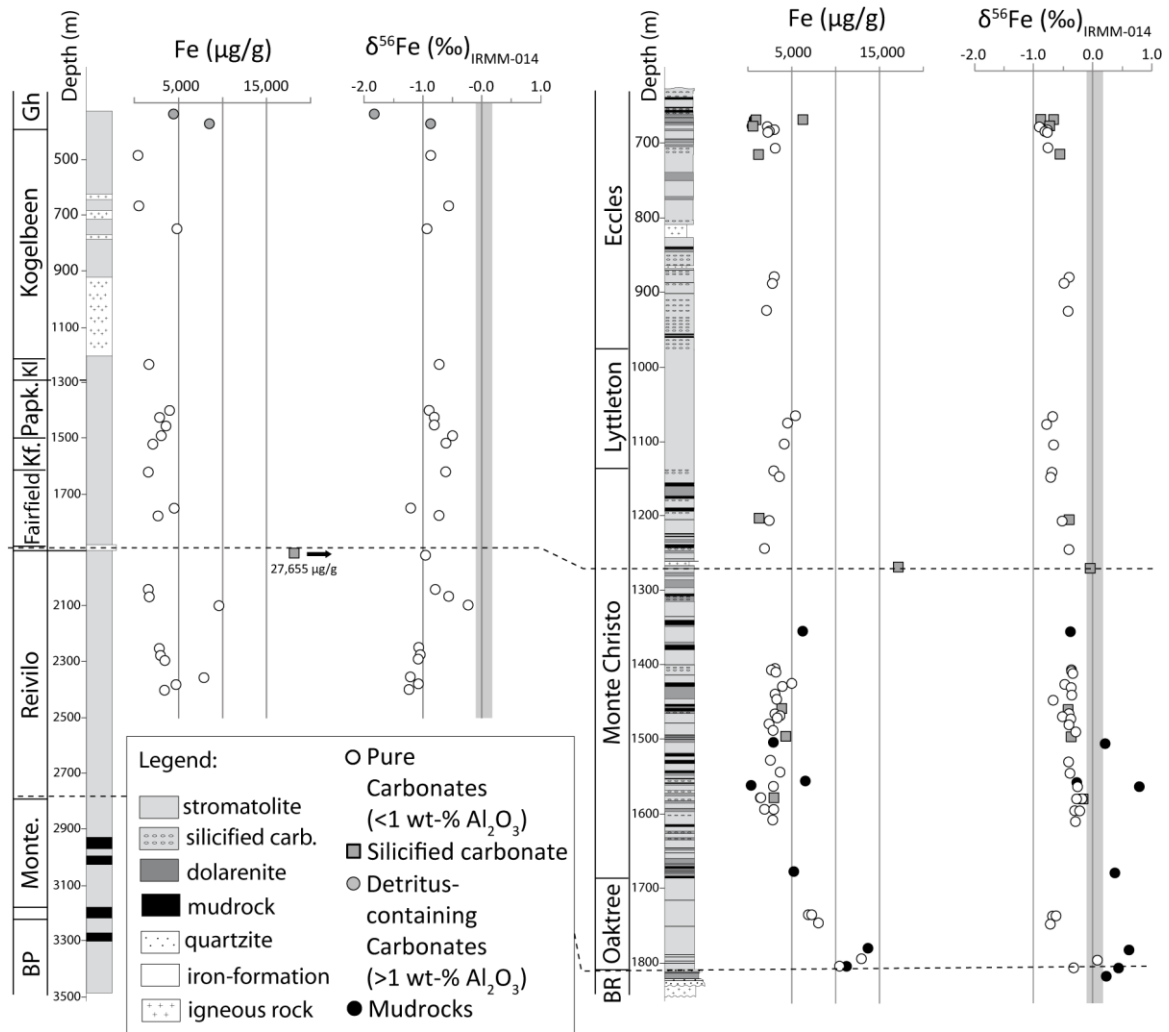 Fe (µg/g)
δ56Fe (‰)IRMM-014
Depth (m)
5,000
15,000
-2.0
-1.0
-0.0
1.0
Gh
Kogelbeen
Kl
Papk.
Kf.
Fairfield
Reivilo
Monte.
BP
500
700
900
1100
1300
1500
1700
2100
2300
2500
2700
2900
3100
3300
3500
27,655 µg/g
Legend:
stromatolite
silicified carb.
dolarenite
mudrock
quartzite
iron-formation
igneous rock
Pure
Carbonates
(<1 wt-% Al2O3)
Silicified carbonate
Detritus-
containing
Carbonates
(>1 wt-% Al2O3)
Mudrocks
Fe (µg/g)
δ56Fe (‰)IRMM-014
Depth (m)
5,000
15,000
-2.0
-1.0
0.0
1.0
Eccles
Lyttleton
Monte Christo
Oaktree
BR
700
800
900
1000
1100
1200
1300
1400
1500
1600
1700
1800